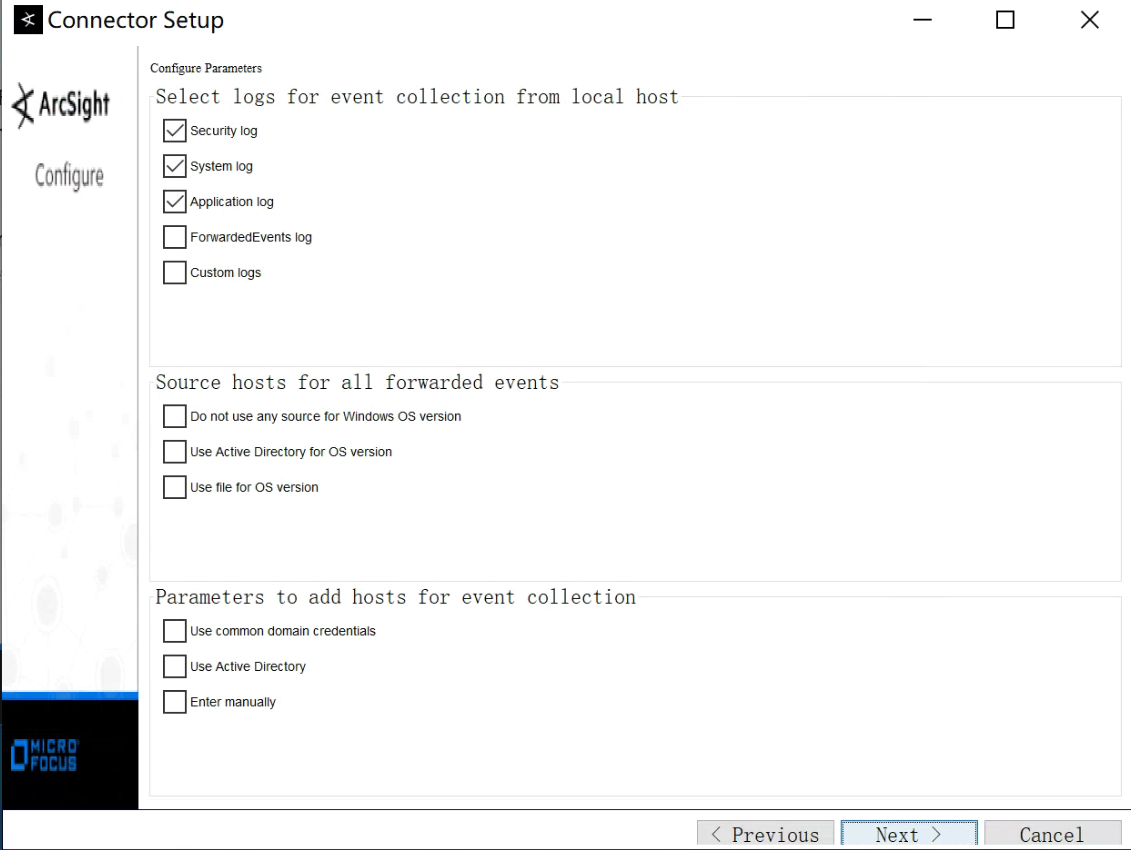 Connector Setup
ArcSight
Configure
Configure Parameters
Select logs for event collection from local host
Security log
System log
Application log
ForwardedEvents log
Custom logs
Source hosts for all forwarded events
Do not use any source for Windows OS version
Use Active Directory for OS version
Use file for OS version
Parameters to add hosts for event collection
Use common domain credentials
Use Active Directory
Enter manually
MICRO
FOCUS
< Previous
Next >
Cancel